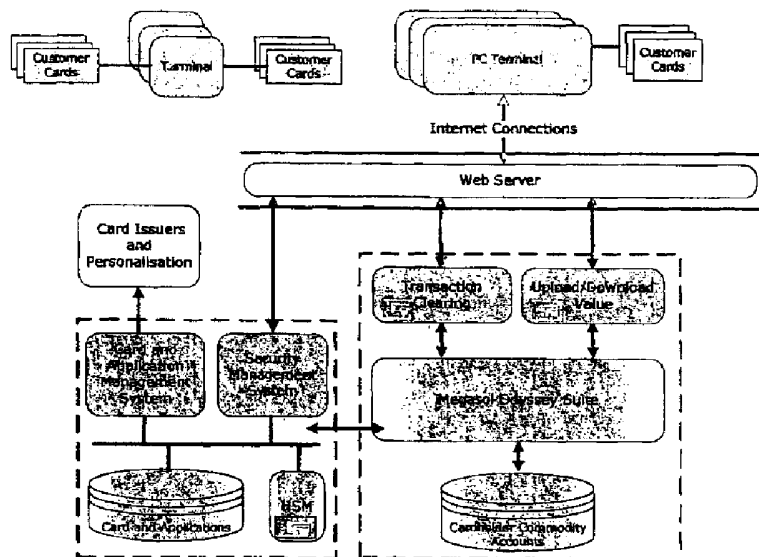 Customer
Cards
Terminal
Customer
Cards
PC Terminal
Customer
Cards
Internet Connections
Web Server
Card Issuers
and
Personalisation
Transaction
Clearing
Upload/Download
Value
Card and
Application
Management
System
Security
Management
System
Megasol Odyssey Suite
Card and Applications
HSM
Cardholder Commodity
Accounts